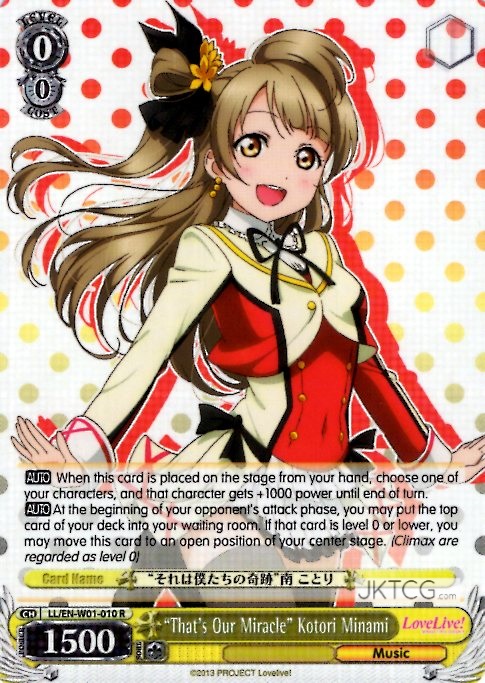 LEVEL
0
0
COST
AUTO When this card is placed on the stage from your hand, choose one of
your characters, and that character gets +1000 power until end of turn.
AUTO At the beginning of your opponent's attack phase, you may put the top
card of your deck into your waiting room. If that card is level 0 or lower, you
may move this card to an open position of your center stage. (Climax are
regarded as level 0)
Card Name
“それは僕たちの奇跡”南 ことり
JKTCG.com
CH LL/EN-W01-010 R
“That's Our Miracle” Kotori Minami
LoveLive!
1500
SOUL
Music
©2013 PROJECT Lovelive!